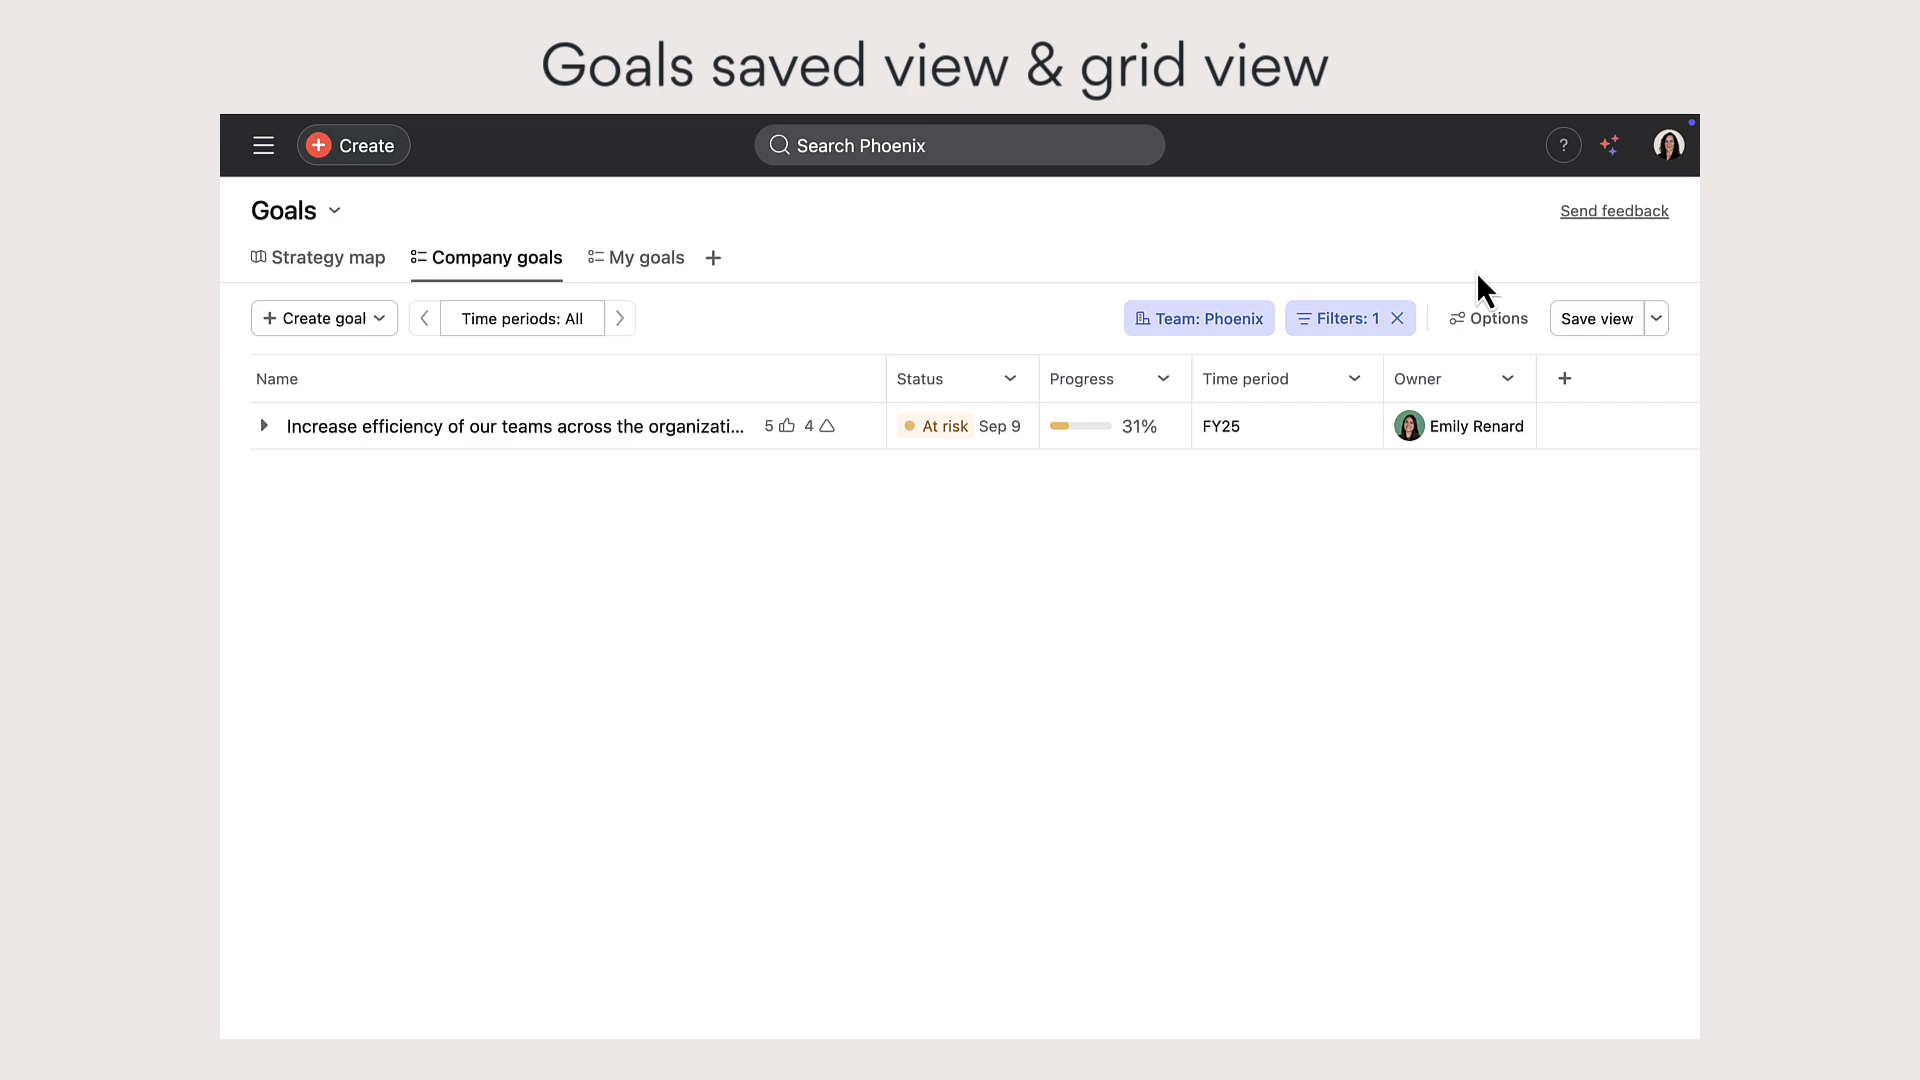 Goals saved view & grid view
Create
Search Phoenix
?
Goals
Send feedback
Strategy map
Company goals
My goals
+
+ Create goal
Time periods: All
Team: Phoenix
Filters: 1
Options
Save view
Name
Status
Progress
Time period
Owner
+
Increase efficiency of our teams across the organizati...
5
4
At risk
Sep 9
31%
FY25
Emily Renard